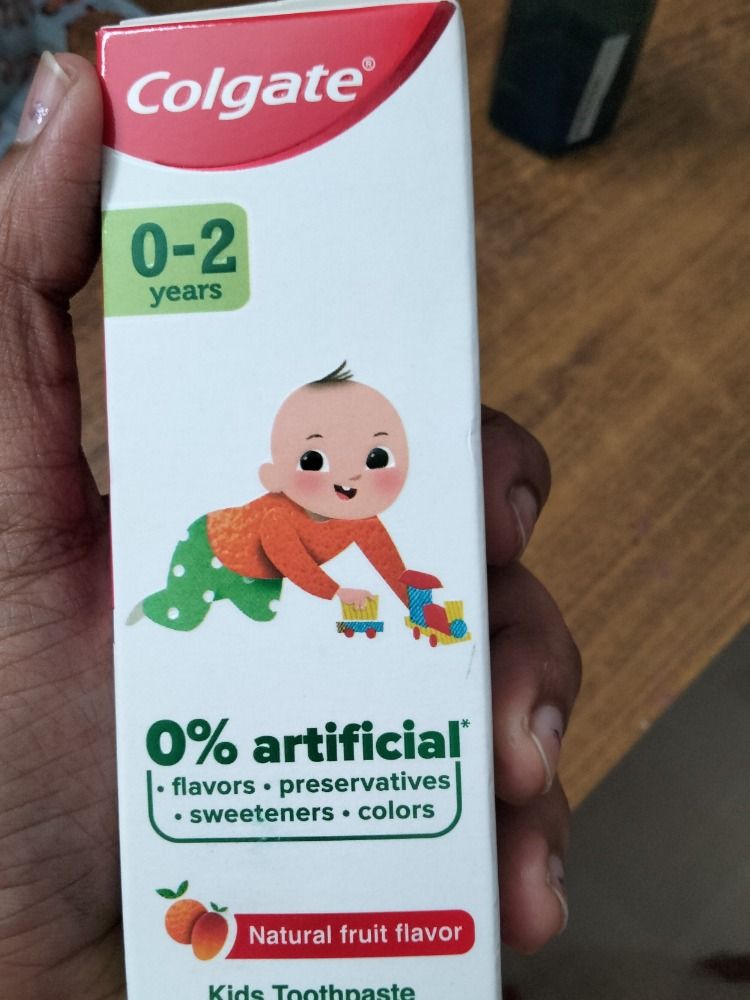 Colgate®
0-2
years
0% artificial*
• flavors • preservatives
• sweeteners • colors
Natural fruit flavor
Kids Toothpaste